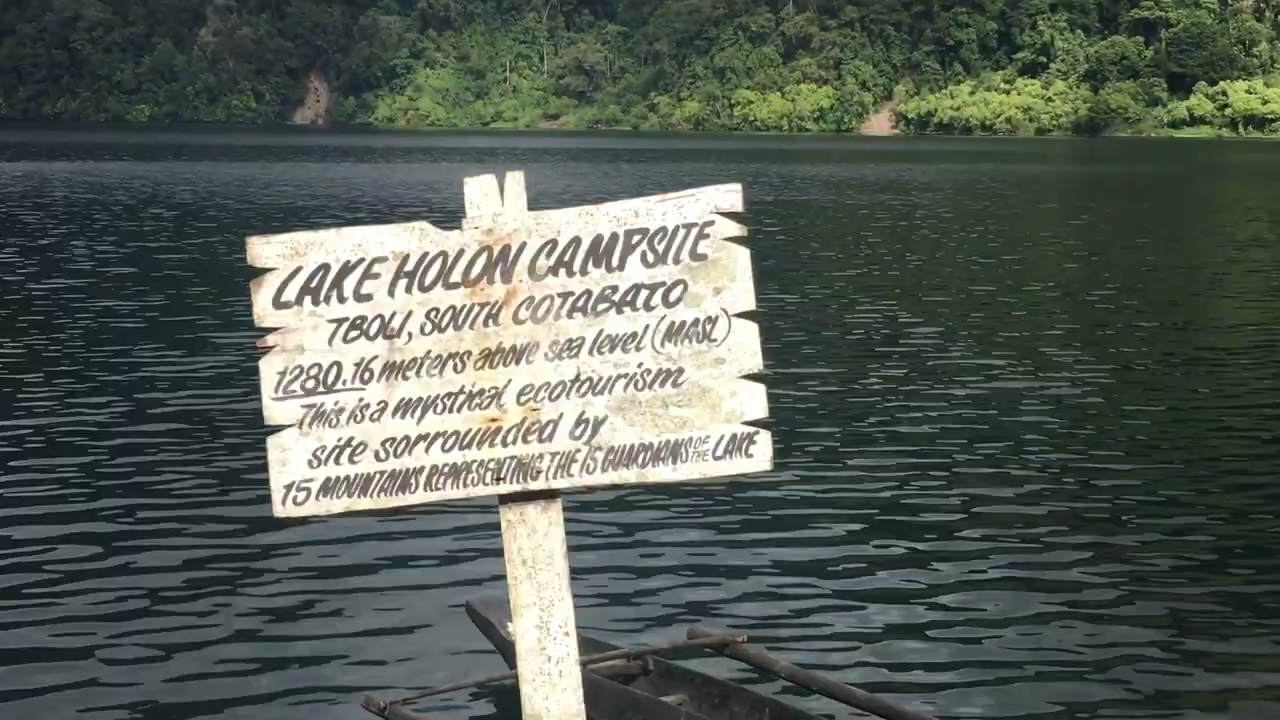 LAKE HOLON CAMPSITE
TBOLI, SOUTH COTABATO
1280.16 meters above sea level (MASL)
This is a mystical ecotourism
site sorrounded by
15 MOUNTAINS REPRESENTING THE 15 GUARDIANS OF THE LAKE